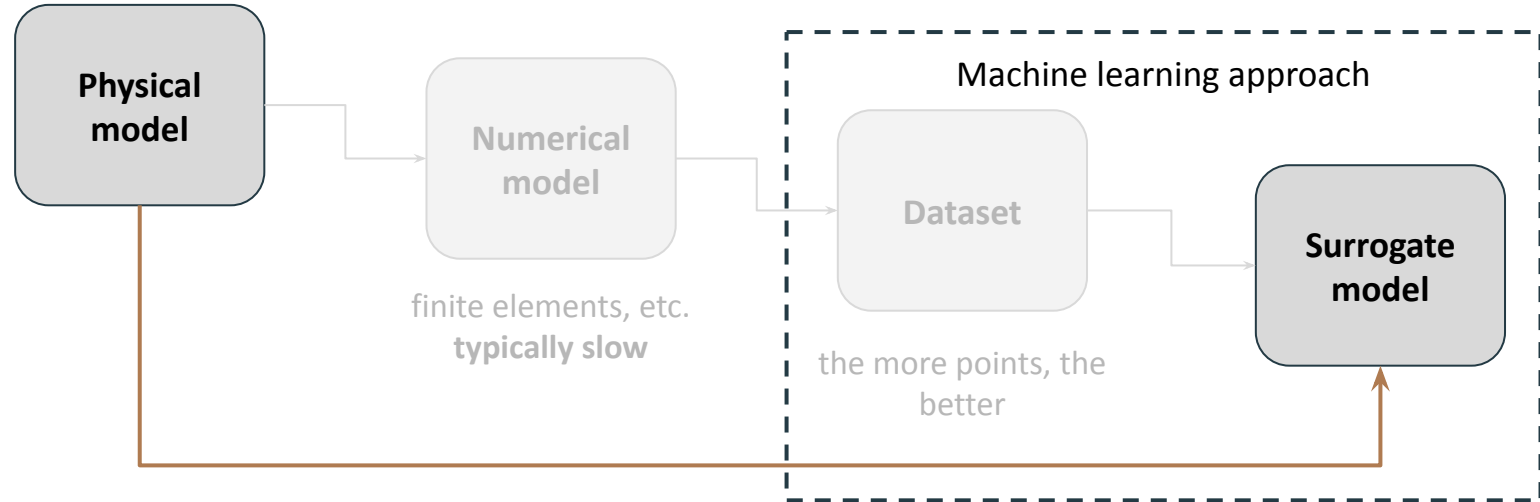 Physical
model
Numerical
model
finite elements, etc.
typically slow
Machine learning approach
Dataset
the more points, the
better
Surrogate
model